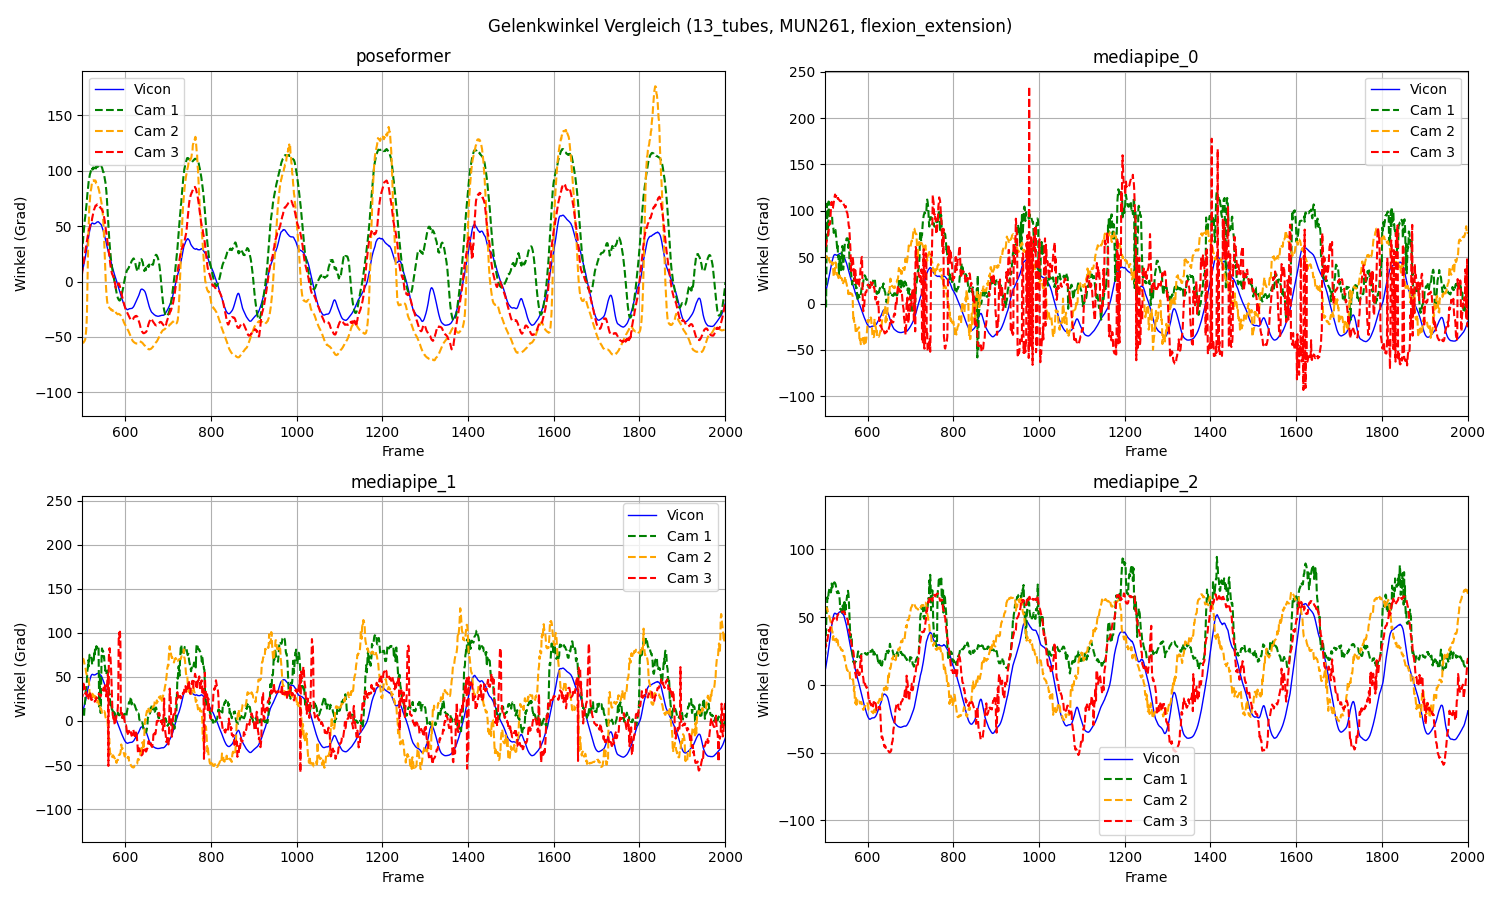 Gelenkwinkel Vergleich (13_tubes, MUN261, flexion_extension)
poseformer
Winkel (Grad)
150
100
50
0
−50
−100
Vicon
Cam 1
Cam 2
Cam 3
600 800 1000 1200 1400 1600 1800 2000
Frame
mediapipe_0
Winkel (Grad)
250
200
150
100
50
0
−50
−100
Vicon
Cam 1
Cam 2
Cam 3
600 800 1000 1200 1400 1600 1800 2000
Frame
mediapipe_1
Winkel (Grad)
250
200
150
100
50
0
−50
−100
Vicon
Cam 1
Cam 2
Cam 3
600 800 1000 1200 1400 1600 1800 2000
Frame
mediapipe_2
Winkel (Grad)
100
50
0
−50
−100
Vicon
Cam 1
Cam 2
Cam 3
600 800 1000 1200 1400 1600 1800 2000
Frame